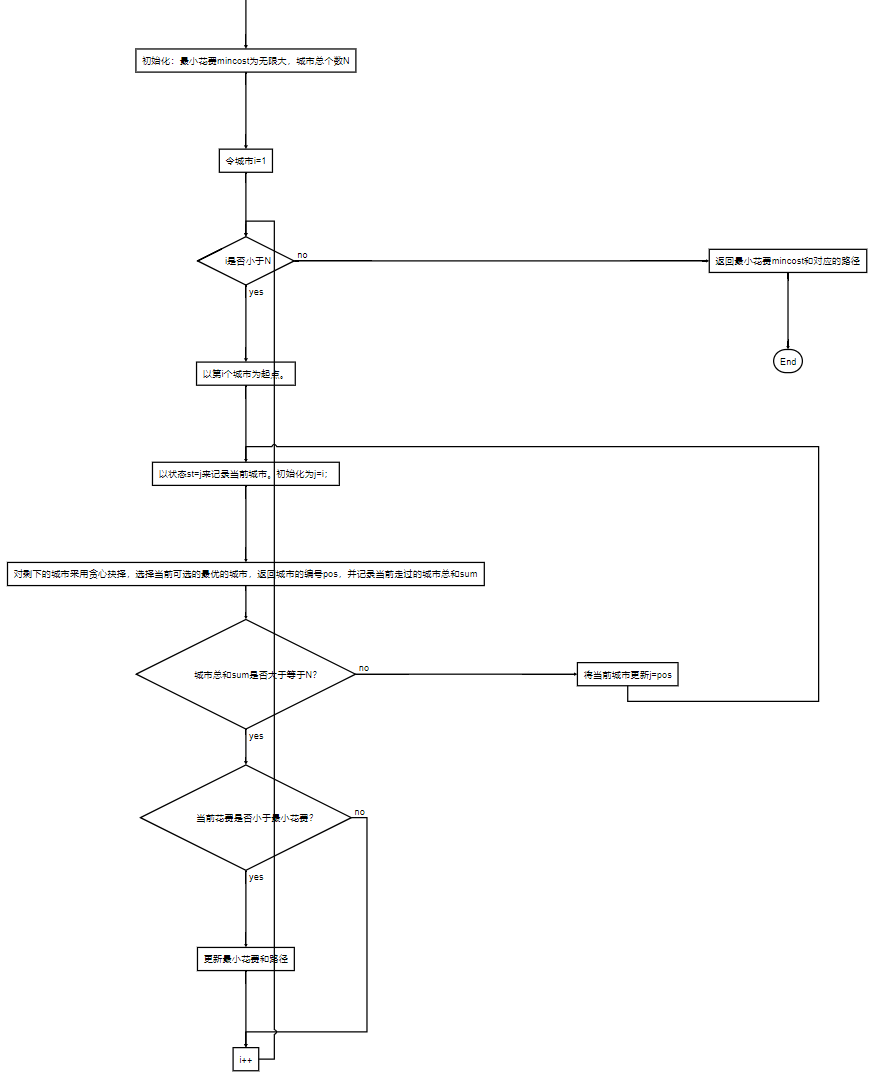 初始化：最小花费mincost为无限大，城市总个数N
令城市i=1
i是否小于N
no
返回最小花费mincost和对应的路径
yes
End
以第i个城市为起点。
以状态st=j来记录当前城市。初始化为j=i；
对剩下的城市采用贪心抉择，选择当前可选的最优的城市，返回城市的编号pos，并记录当前走过的城市总和sum
城市总和sum是否大于等于N？
no
将当前城市更新j=pos
yes
当前花费是否小于最小花费？
no
yes
更新最小花费和路径
i++